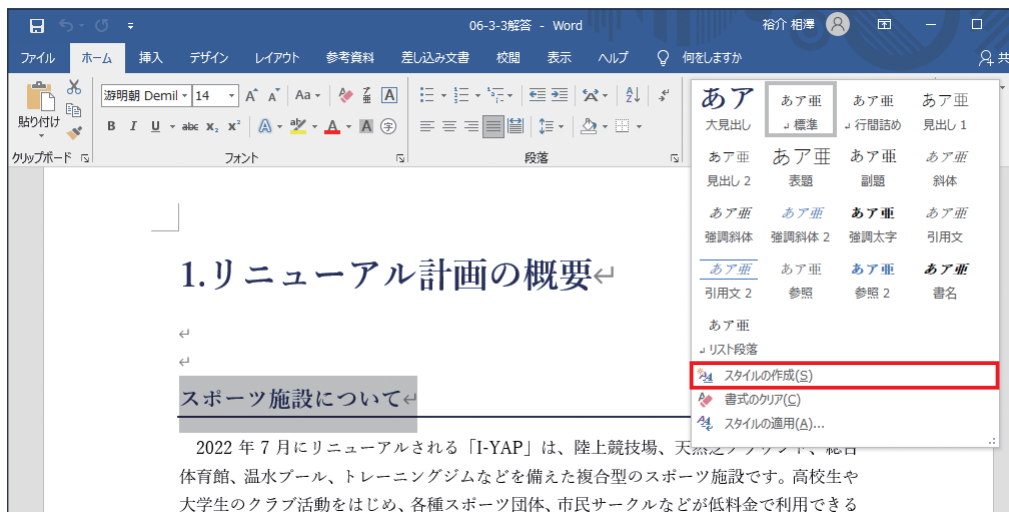 06-3-3解答 - Word
裕介 相澤
ファイル ホーム 挿入 デザイン レイアウト 参考資料 差し込み文書 校閲 表示 ヘルプ 何をしますか 共
貼り付け
游明朝 Demil 14
クリップボード フォント 段落
あア 大見出し
あア亜 ↲ 標準
あア亜 ↲ 行間詰め
あア亜 見出し 1
あア亜 見出し 2
あア亜 表題
あア亜 副題
あア亜 斜体
あア亜 強調斜体
あア亜 強調斜体 2
あア亜 強調太字
あア亜 引用文
あア亜 引用文 2
あア亜 参照
あア亜 参照 2
あア亜 書名
あア亜 ↲ リスト段落
スタイルの作成(S)
書式のクリア(C)
スタイルの適用(A)...
1.リニューアル計画の概要↵
↵
↵
スポーツ施設について↵
2022 年 7 月にリニューアルされる「I-YAP」は、陸上競技場、
体育館、温水プール、トレーニングジムなどを備えた複合型のスポーツ施設です。高校生や
大学生のクラブ活動をはじめ、各種スポーツ団体、市民サークルなどが低料金で利用できる